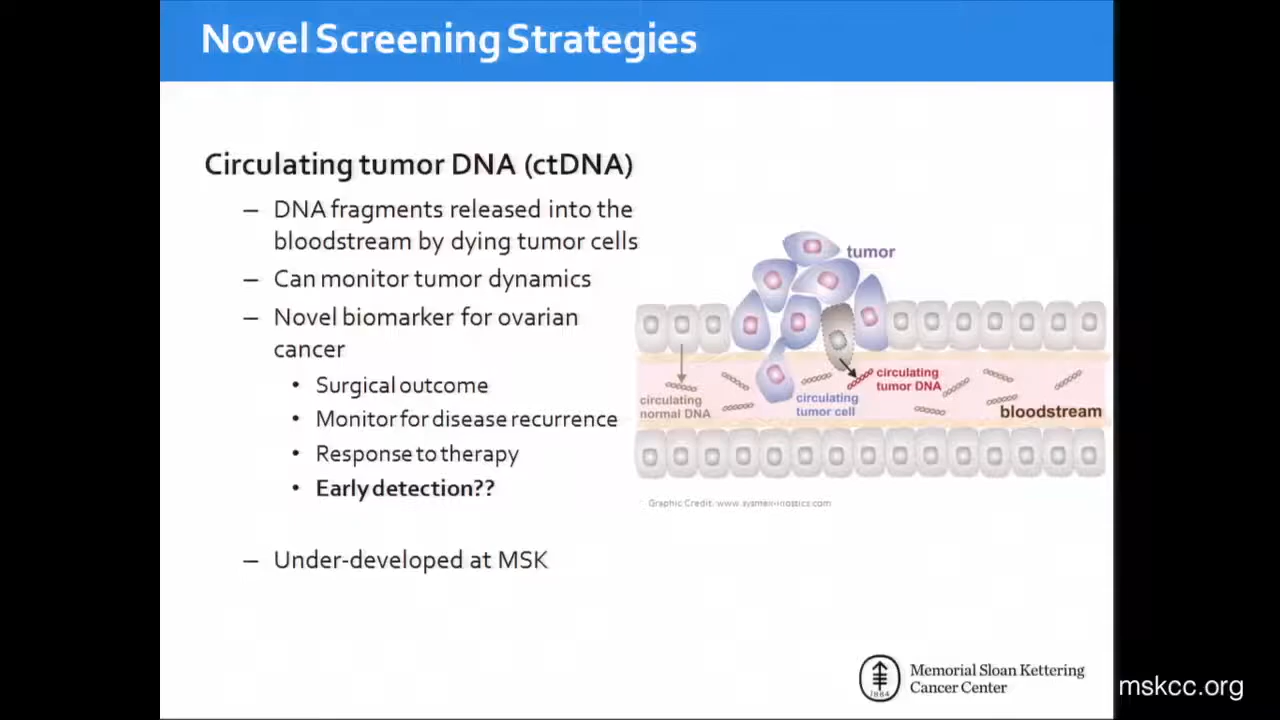 Novel Screening Strategies
Circulating tumor DNA (ctDNA)
– DNA fragments released into the
bloodstream by dying tumor cells
– Can monitor tumor dynamics
– Novel biomarker for ovarian
cancer
• Surgical outcome
• Monitor for disease recurrence
• Response to therapy
• Early detection??
– Under-developed at MSK
tumor
circulating
normal DNA
circulating
tumor cell
circulating
tumor DNA
bloodstream
Graphic Credit: www.sysmex-inostics.com
1884
Memorial Sloan Kettering
Cancer Center
mskcc.org